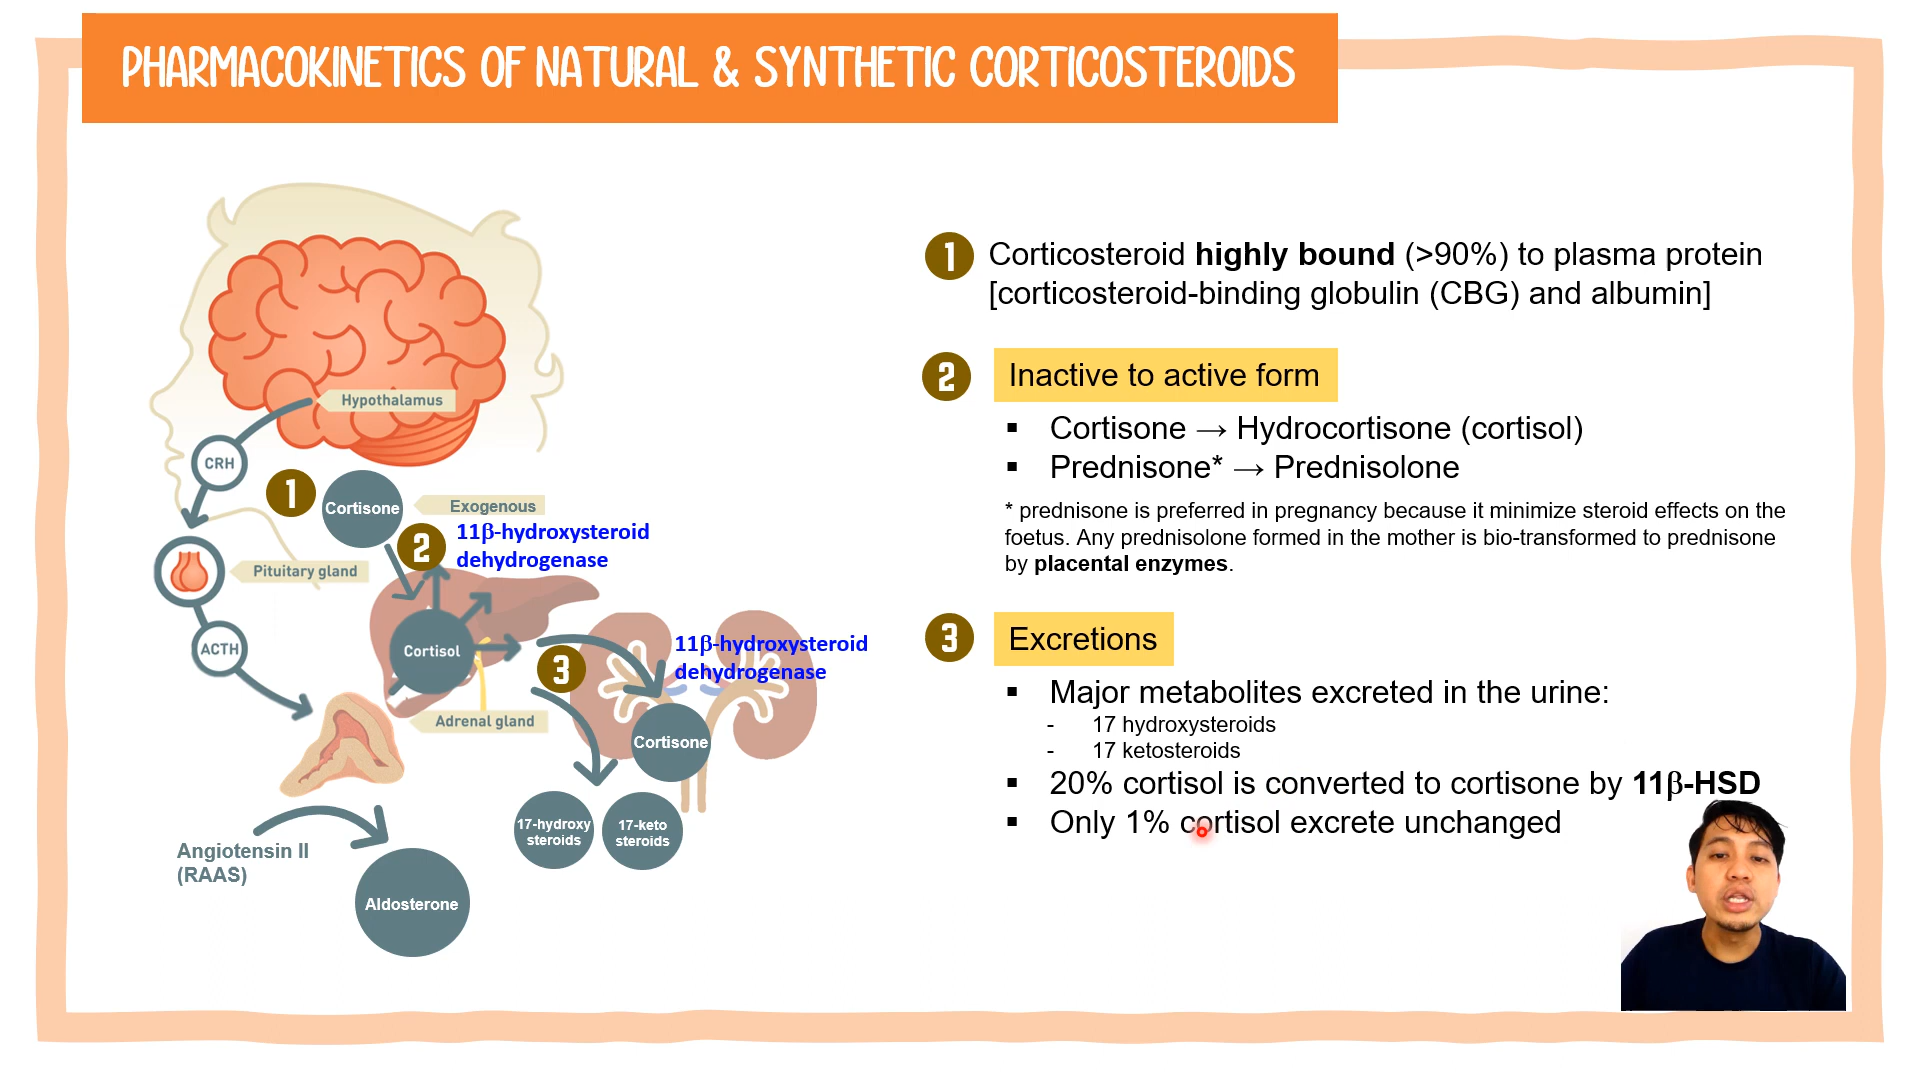 PHARMACOKINETICS OF NATURAL & SYNTHETIC CORTICOSTEROIDS
Hypothalamus
CRH
1
Cortisone
Exogenous
2
11β-hydroxysteroid
dehydrogenase
Pituitary gland
ACTH
Cortisol
3
11β-hydroxysteroid
dehydrogenase
Adrenal gland
Cortisone
17-hydroxy
steroids
17-keto
steroids
Angiotensin II
(RAAS)
Aldosterone
1 Corticosteroid highly bound (>90%) to plasma protein
[corticosteroid-binding globulin (CBG) and albumin]
2 Inactive to active form
▪ Cortisone → Hydrocortisone (cortisol)
▪ Prednisone* → Prednisolone
* prednisone is preferred in pregnancy because it minimize steroid effects on the
foetus. Any prednisolone formed in the mother is bio-transformed to prednisone
by placental enzymes.
3 Excretions
▪ Major metabolites excreted in the urine:
- 17 hydroxysteroids
- 17 ketosteroids
▪ 20% cortisol is converted to cortisone by 11β-HSD
▪ Only 1% cortisol excrete unchanged